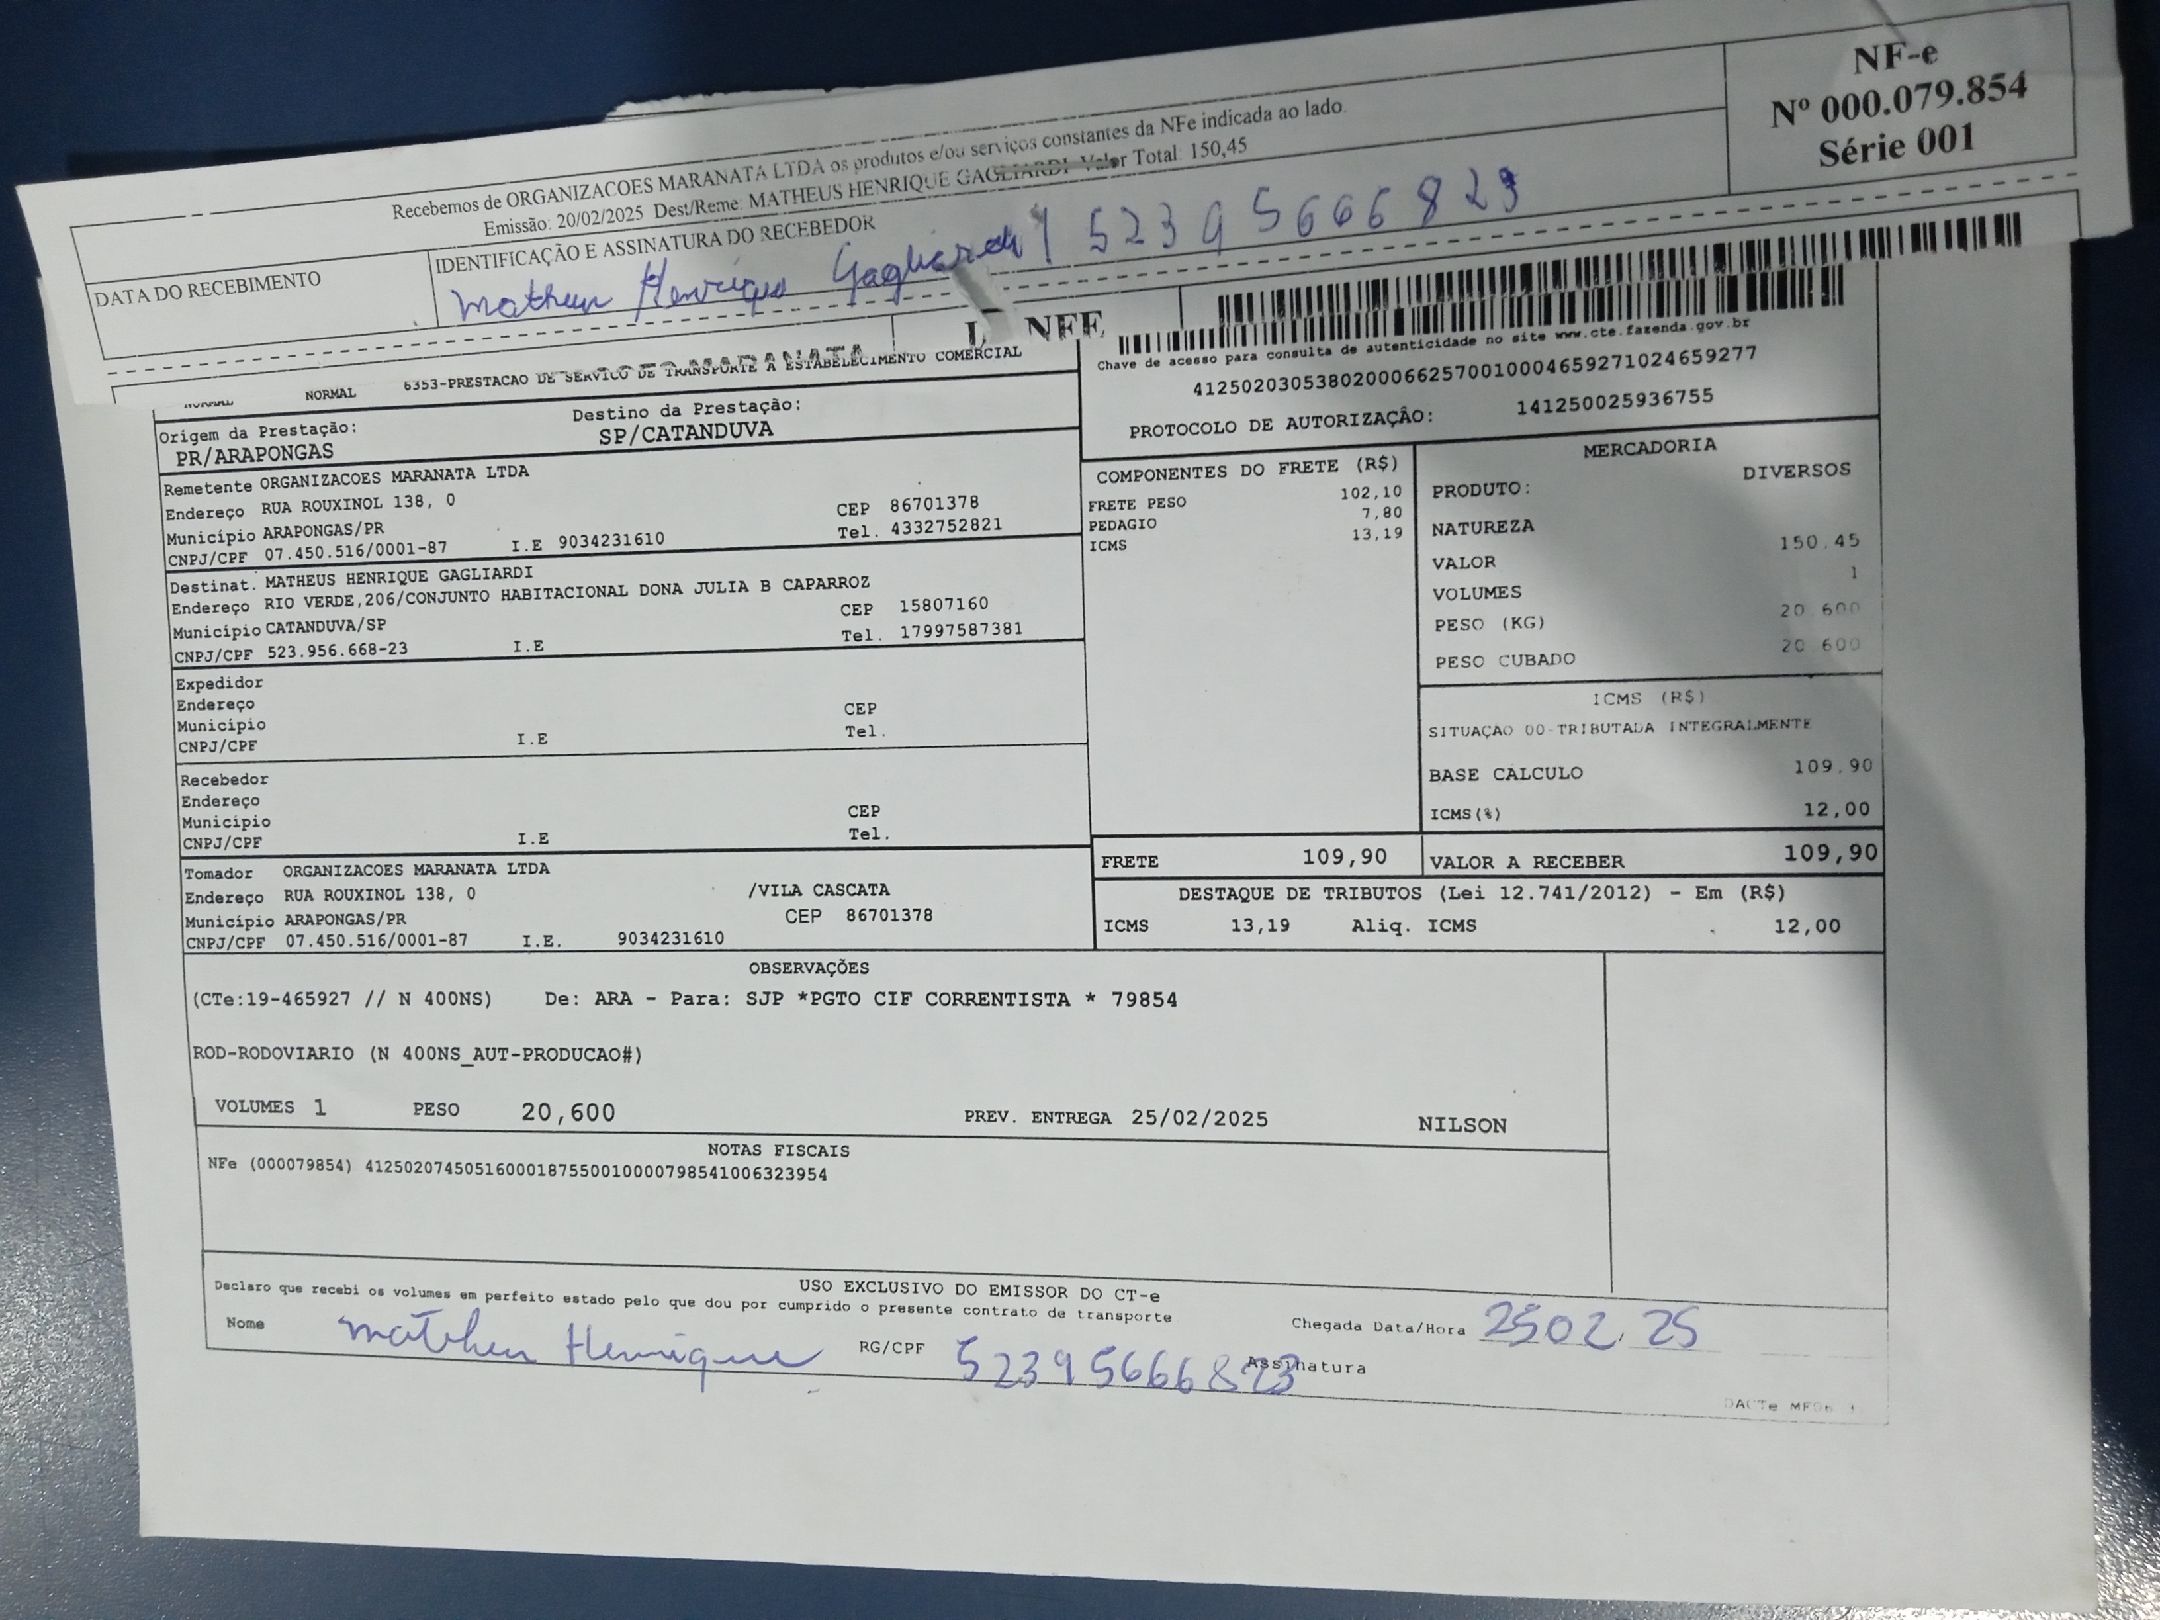 NF-e
Nº 000.079.854
Série 001
Recebemos de ORGANIZACOES MARANATA LTDA os produtos e/ou serviços constantes da NFe indicada ao lado.
Emissão: 20/02/2025 Dest/Reme: MATHEUS HENRIQUE GAGLIARDI Valor Total: 150,45
DATA DO RECEBIMENTO
IDENTIFICAÇÃO E ASSINATURA DO RECEBEDOR
Matheus Henrique Gagliardi / 52395666823
NFE
MARANATA
NORMAL 6353-PRESTACAO DE SERVICO DE TRANSPORTE A ESTABELECIMENTO COMERCIAL
Chave de acesso para consulta de autenticidade no site www.cte.fazenda.gov.br
41250203053802000662570010004659271024659277
PROTOCOLO DE AUTORIZAÇÃO: 141250025936755
Origem da Prestação: Destino da Prestação:
PR/ARAPONGAS SP/CATANDUVA
Remetente ORGANIZACOES MARANATA LTDA
Endereço RUA ROUXINOL 138, 0 CEP 86701378
Município ARAPONGAS/PR Tel. 4332752821
CNPJ/CPF 07.450.516/0001-87 I.E 9034231610
Destinat. MATHEUS HENRIQUE GAGLIARDI
Endereço RIO VERDE,206/CONJUNTO HABITACIONAL DONA JULIA B CAPARROZ
CEP 15807160
Município CATANDUVA/SP Tel. 17997587381
CNPJ/CPF 523.956.668-23 I.E
Expedidor
Endereço CEP
Município Tel.
CNPJ/CPF I.E
Recebedor
Endereço CEP
Município Tel.
CNPJ/CPF I.E
Tomador ORGANIZACOES MARANATA LTDA
Endereço RUA ROUXINOL 138, 0 /VILA CASCATA
Município ARAPONGAS/PR CEP 86701378
CNPJ/CPF 07.450.516/0001-87 I.E. 9034231610
COMPONENTES DO FRETE (R$)
FRETE PESO 102,10
PEDAGIO 7,80
ICMS 13,19
MERCADORIA
PRODUTO: DIVERSOS
NATUREZA
VALOR 150,45
VOLUMES 1
PESO (KG) 20,600
PESO CUBADO 20,600
ICMS (R$)
SITUAÇAO 00-TRIBUTADA INTEGRALMENTE
BASE CÁLCULO 109,90
ICMS(%) 12,00
FRETE 109,90 VALOR A RECEBER 109,90
DESTAQUE DE TRIBUTOS (Lei 12.741/2012) - Em (R$)
ICMS 13,19 Aliq. ICMS 12,00
OBSERVAÇÕES
(CTe:19-465927 // N 400NS) De: ARA - Para: SJP *PGTO CIF CORRENTISTA * 79854
ROD-RODOVIARIO (N 400NS_AUT-PRODUCAO#)
VOLUMES 1 PESO 20,600 PREV. ENTREGA 25/02/2025 NILSON
NOTAS FISCAIS
NFe (000079854) 41250207450516000187550010000798541006323954
USO EXCLUSIVO DO EMISSOR DO CT-e
Declaro que recebi os volumes em perfeito estado pelo que dou por cumprido o presente contrato de transporte
Nome Matheus Henrique RG/CPF 52395666823 Assinatura
Chegada Data/Hora 25 02 25
DACTe